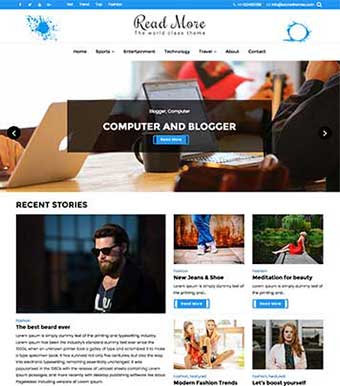 Hot Trend Top Fashion
Read More
The world class theme
Home Sports Entertainment Technology Travel About Contact
Blogger, Computer
COMPUTER AND BLOGGER
Read More
RECENT STORIES
Fashion
The best beard ever
Lorem Ipsum is simply dummy text of the printing and typesetting industry.
Lorem Ipsum has been the industry's standard dummy text ever since the
1500s, when an unknown printer took a galley of type and scrambled it to make
a type specimen book. It has survived not only five centuries, but also the leap
into electronic typesetting, remaining essentially unchanged. It was
popularised in the 1960s with the release of Letraset sheets containing Lorem
Ipsum passages, and more recently with desktop publishing software like Aldus
PageMaker including versions of Lorem Ipsum.
Fashion
New Jeans & Shoe
Lorem Ipsum is simply dummy text of
the printing and...
Read More
Fashion
Meditation for beauty
Lorem Ipsum is simply dummy text of
the printing and...
Read More
Fashion, Featured
Modern Fashion Trends
Fashion, Featured
Let's boost yourself